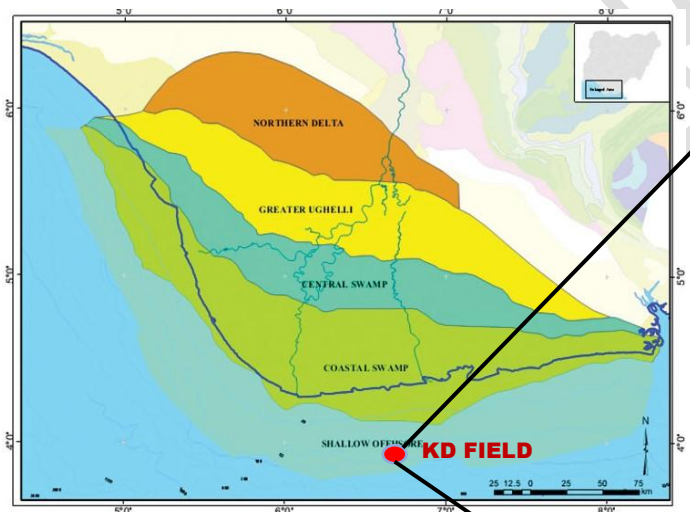 5°0' 6°0' 7°0' 8°0'
6°0' 6°0'
NORTHERN DELTA
GREATER UGHELLI
5°0' 5°0'
CENTRAL SWAMP
COASTAL SWAMP
N
4°0' 4°0'
SHALLOW OFFSHORE
KD FIELD
25 12.5 0 25 50 75
km
5°0' 6°0' 7°0' 8°0'